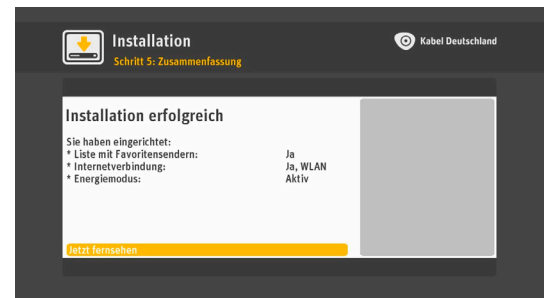 Installation
Kabel Deutschland
Schritt 5: Zusammenfassung
Installation erfolgreich
Sie haben eingerichtet:
* Liste mit Favoritensendern: Ja
* Internetverbindung: Ja, WLAN
* Energiemodus: Aktiv
Jetzt fernsehen